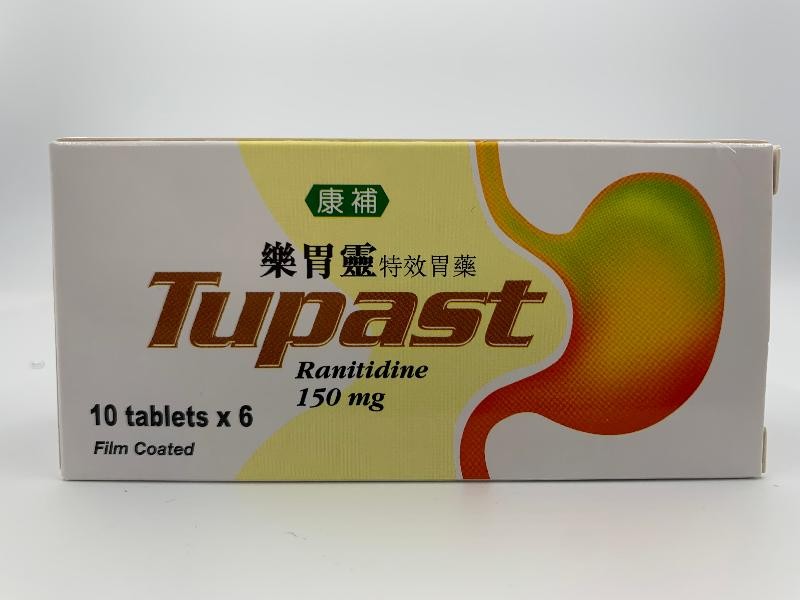 康補
樂胃靈特效胃藥
Tupast
Ranitidine
150 mg
10 tablets x 6
Film Coated